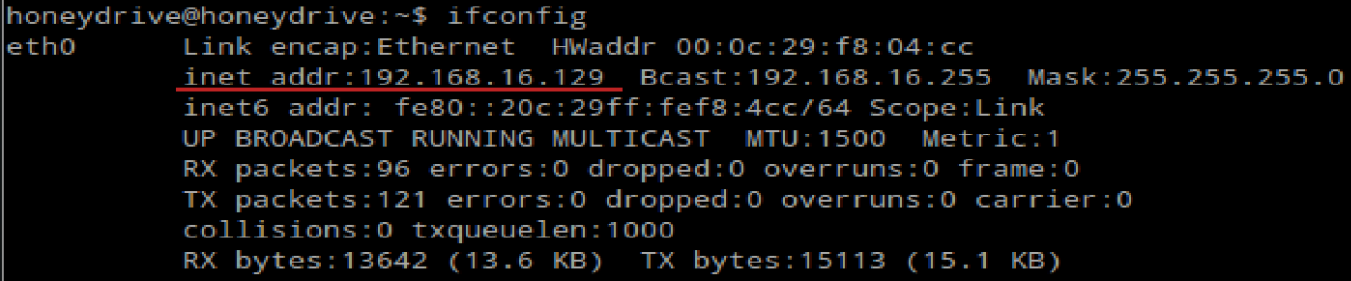 honeydrive@honeydrive:~$ ifconfig
eth0 Link encap:Ethernet HWaddr 00:0c:29:f8:04:cc
inet addr:192.168.16.129 Bcast:192.168.16.255 Mask:255.255.255.0
inet6 addr: fe80::20c:29ff:fef8:4cc/64 Scope:Link
UP BROADCAST RUNNING MULTICAST MTU:1500 Metric:1
RX packets:96 errors:0 dropped:0 overruns:0 frame:0
TX packets:121 errors:0 dropped:0 overruns:0 carrier:0
collisions:0 txqueuelen:1000
RX bytes:13642 (13.6 KB) TX bytes:15113 (15.1 KB)